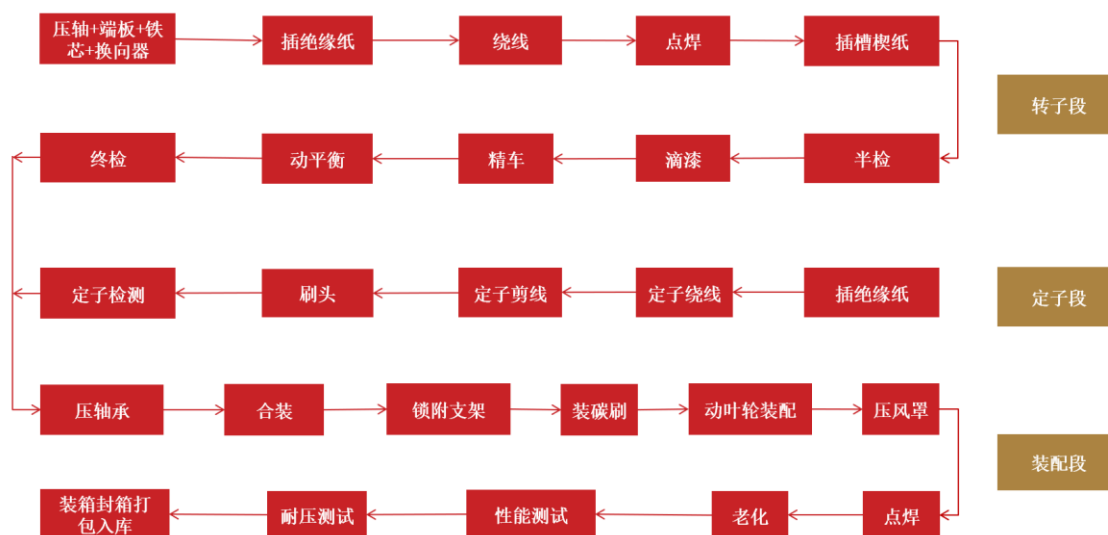 压轴+端板+铁
芯+换向器
插绝缘纸
绕线
点焊
插槽楔纸
转子段
终检
动平衡
精车
滴漆
半检
定子检测
刷头
定子剪线
定子绕线
插绝缘纸
定子段
压轴承
合装
锁附支架
装碳刷
动叶轮装配
压风罩
装配段
装箱封箱打
包入库
耐压测试
性能测试
老化
点焊